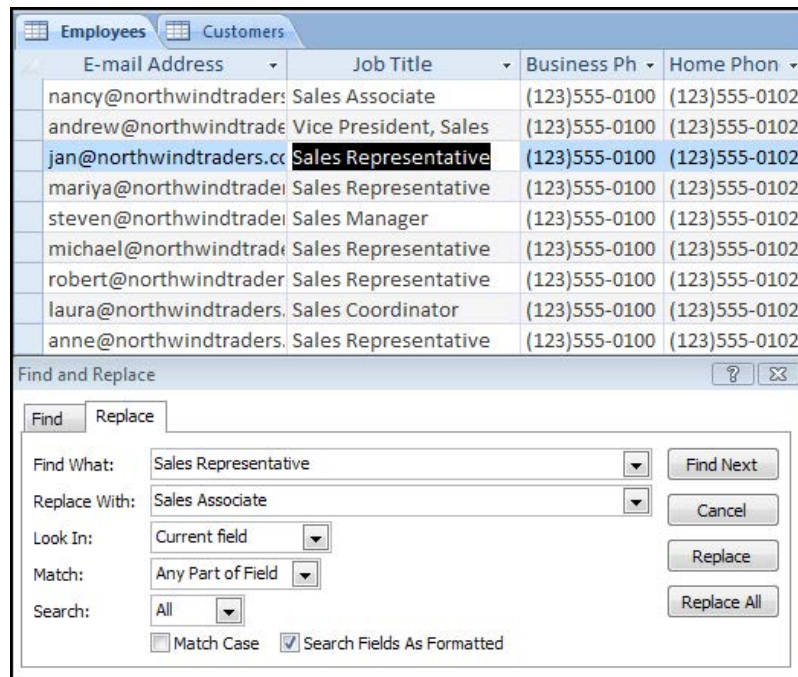 Employees Customers
E-mail Address Job Title Business Ph Home Phon
nancy@northwindtraders Sales Associate (123)555-0100 (123)555-0102
andrew@northwindtrade Vice President, Sales (123)555-0100 (123)555-0102
jan@northwindtraders.cc Sales Representative (123)555-0100 (123)555-0102
mariya@northwindtrader Sales Representative (123)555-0100 (123)555-0102
steven@northwindtrader Sales Manager (123)555-0100 (123)555-0102
michael@northwindtrade Sales Representative (123)555-0100 (123)555-0102
robert@northwindtrader Sales Representative (123)555-0100 (123)555-0102
laura@northwindtraders. Sales Coordinator (123)555-0100 (123)555-0102
anne@northwindtraders. Sales Representative (123)555-0100 (123)555-0102
Find and Replace ?
Find Replace
Find What: Sales Representative Find Next
Replace With: Sales Associate Cancel
Look In: Current field
Match: Any Part of Field Replace
Search: All Replace All
Match Case Search Fields As Formatted